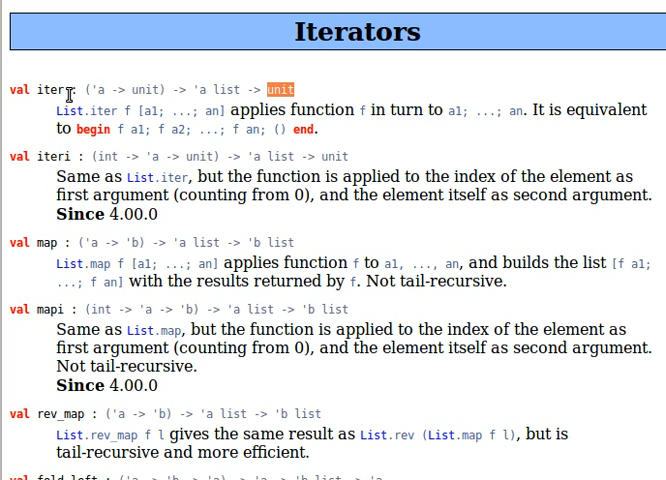 Iterators
val iter : ('a -> unit) -> 'a list -> unit
List.iter f [a1; ...; an] applies function f in turn to a1; ...; an. It is equivalent
to begin f a1; f a2; ...; f an; () end.
val iteri : (int -> 'a -> unit) -> 'a list -> unit
Same as List.iter, but the function is applied to the index of the element as
first argument (counting from 0), and the element itself as second argument.
Since 4.00.0
val map : ('a -> 'b) -> 'a list -> 'b list
List.map f [a1; ...; an] applies function f to a1, ..., an, and builds the list [f a1;
...; f an] with the results returned by f. Not tail-recursive.
val mapi : (int -> 'a -> 'b) -> 'a list -> 'b list
Same as List.map, but the function is applied to the index of the element as
first argument (counting from 0), and the element itself as second argument.
Not tail-recursive.
Since 4.00.0
val rev_map : ('a -> 'b) -> 'a list -> 'b list
List.rev_map f l gives the same result as List.rev (List.map f l), but is
tail-recursive and more efficient.
val fold_left : ('a -> 'b -> 'a) -> 'a -> 'b list -> 'a